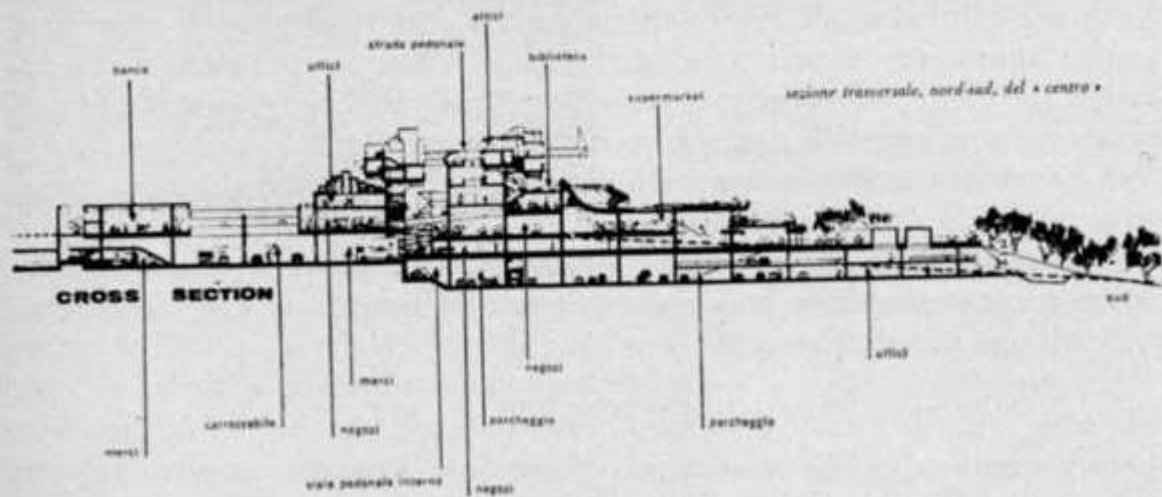 attici
strada pedonale
biblioteca
banca
uffici
supermarket
sezione trasversale, nord-sud, del « centro »
CROSS SECTION
sud
negozi
uffici
merci
carrozzabile
negozi
parcheggio
parcheggio
merci
viale pedonale interno
negozi